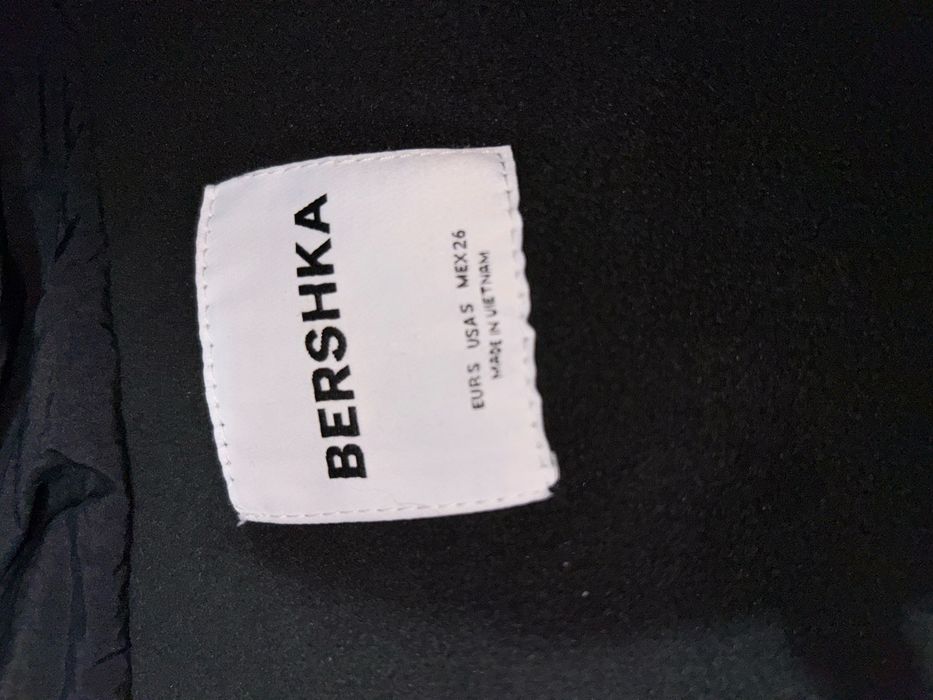 BERSHKA
EUR S USA S MEX 26
MADE IN VIETNAM